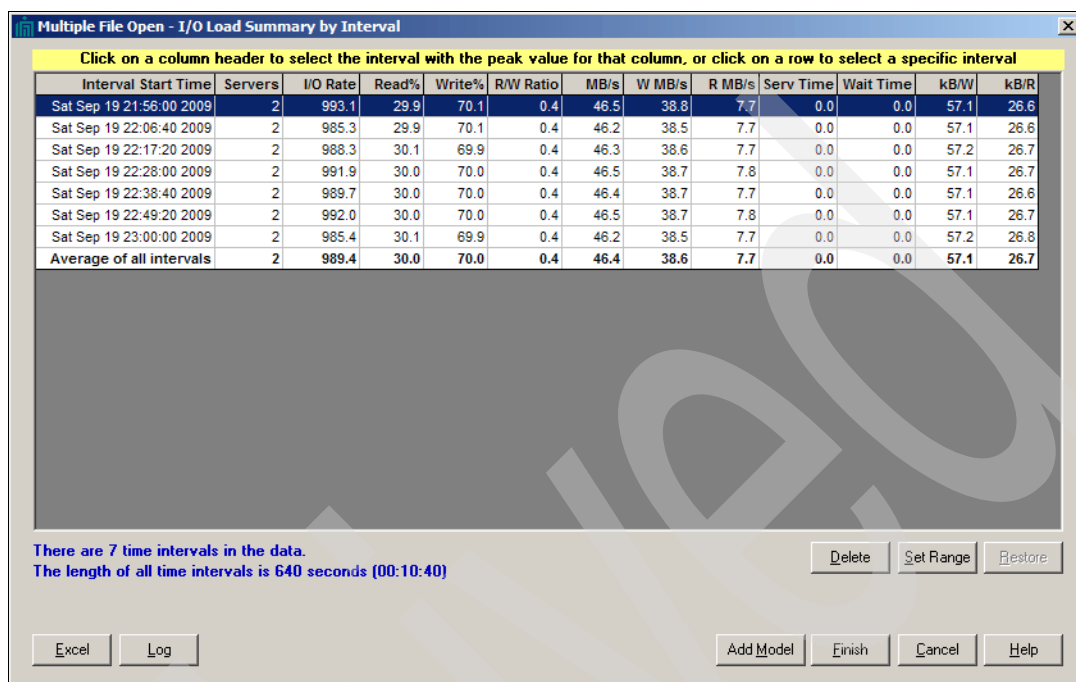 Multiple File Open - I/O Load Summary by Interval
Click on a column header to select the interval with the peak value for that column, or click on a row to select a specific interval
Interval Start Time Servers I/O Rate Read% Write% R/W Ratio MB/s W MB/s R MB/s Serv Time Wait Time kB/W kB/R
Sat Sep 19 21:56:00 2009 2 993.1 29.9 70.1 0.4 46.5 38.8 7.7 0.0 0.0 57.1 26.6
Sat Sep 19 22:06:40 2009 2 985.3 29.9 70.1 0.4 46.2 38.5 7.7 0.0 0.0 57.1 26.6
Sat Sep 19 22:17:20 2009 2 988.3 30.1 69.9 0.4 46.3 38.6 7.7 0.0 0.0 57.2 26.7
Sat Sep 19 22:28:00 2009 2 991.9 30.0 70.0 0.4 46.5 38.7 7.8 0.0 0.0 57.1 26.7
Sat Sep 19 22:38:40 2009 2 989.7 30.0 70.0 0.4 46.4 38.7 7.7 0.0 0.0 57.1 26.6
Sat Sep 19 22:49:20 2009 2 992.0 30.0 70.0 0.4 46.5 38.7 7.8 0.0 0.0 57.1 26.7
Sat Sep 19 23:00:00 2009 2 985.4 30.1 69.9 0.4 46.2 38.5 7.7 0.0 0.0 57.2 26.8
Average of all intervals 2 989.4 30.0 70.0 0.4 46.4 38.6 7.7 0.0 0.0 57.1 26.7
There are 7 time intervals in the data.
The length of all time intervals is 640 seconds (00:10:40)
Delete Set Range Restore
Excel Log Add Model Finish Cancel Help